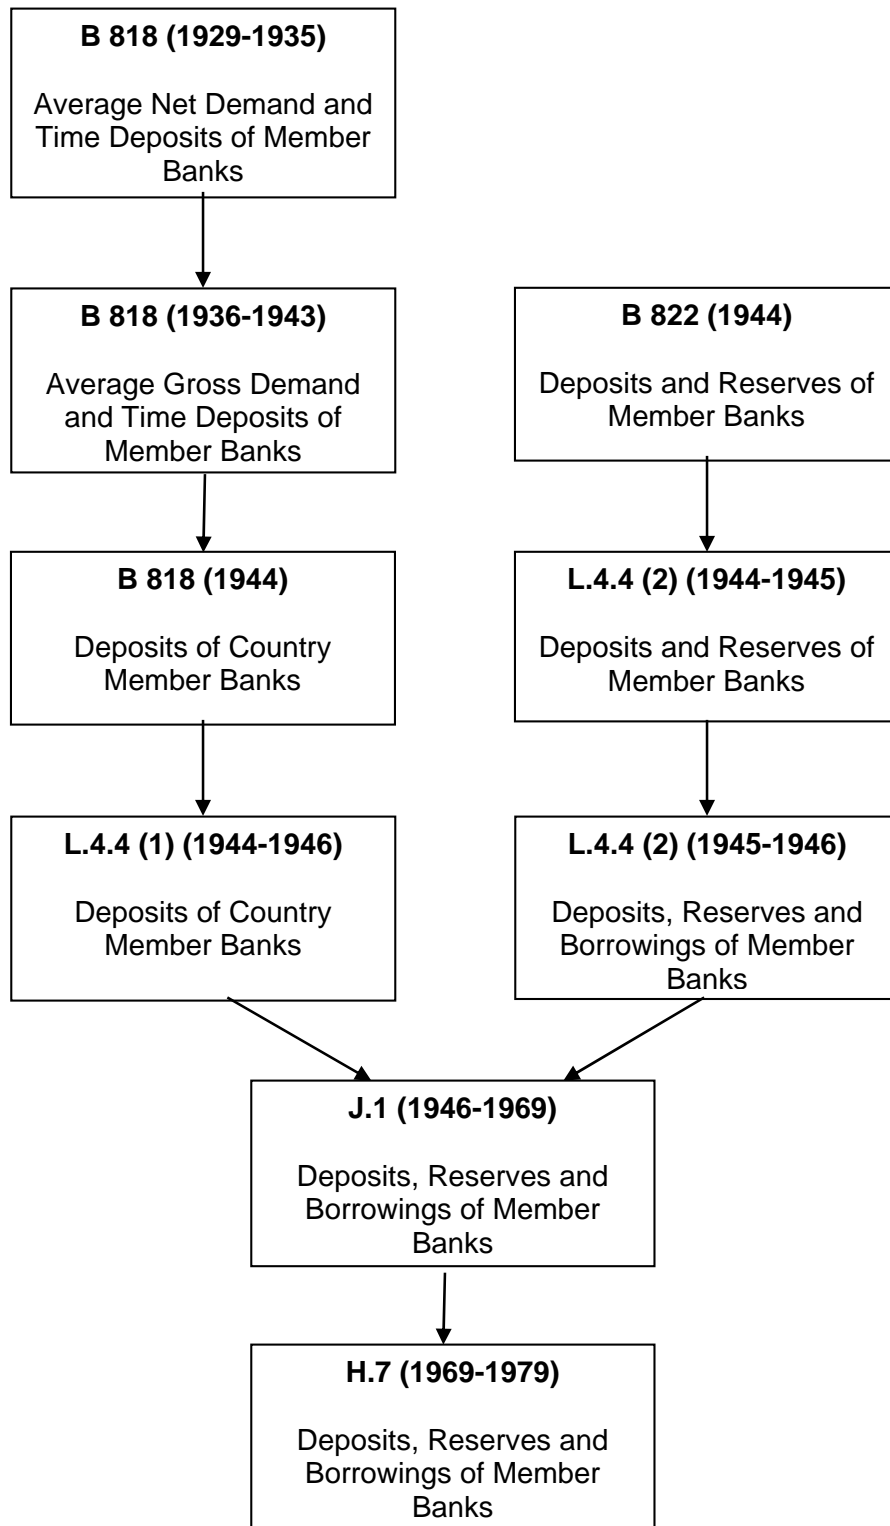 B 818 (1929-1935)
Average Net Demand and
Time Deposits of Member
Banks
B 818 (1936-1943)
Average Gross Demand
and Time Deposits of
Member Banks
B 822 (1944)
Deposits and Reserves of
Member Banks
B 818 (1944)
Deposits of Country
Member Banks
L.4.4 (2) (1944-1945)
Deposits and Reserves of
Member Banks
L.4.4 (1) (1944-1946)
Deposits of Country
Member Banks
L.4.4 (2) (1945-1946)
Deposits, Reserves and
Borrowings of Member
Banks
J.1 (1946-1969)
Deposits, Reserves and
Borrowings of Member
Banks
H.7 (1969-1979)
Deposits, Reserves and
Borrowings of Member
Banks